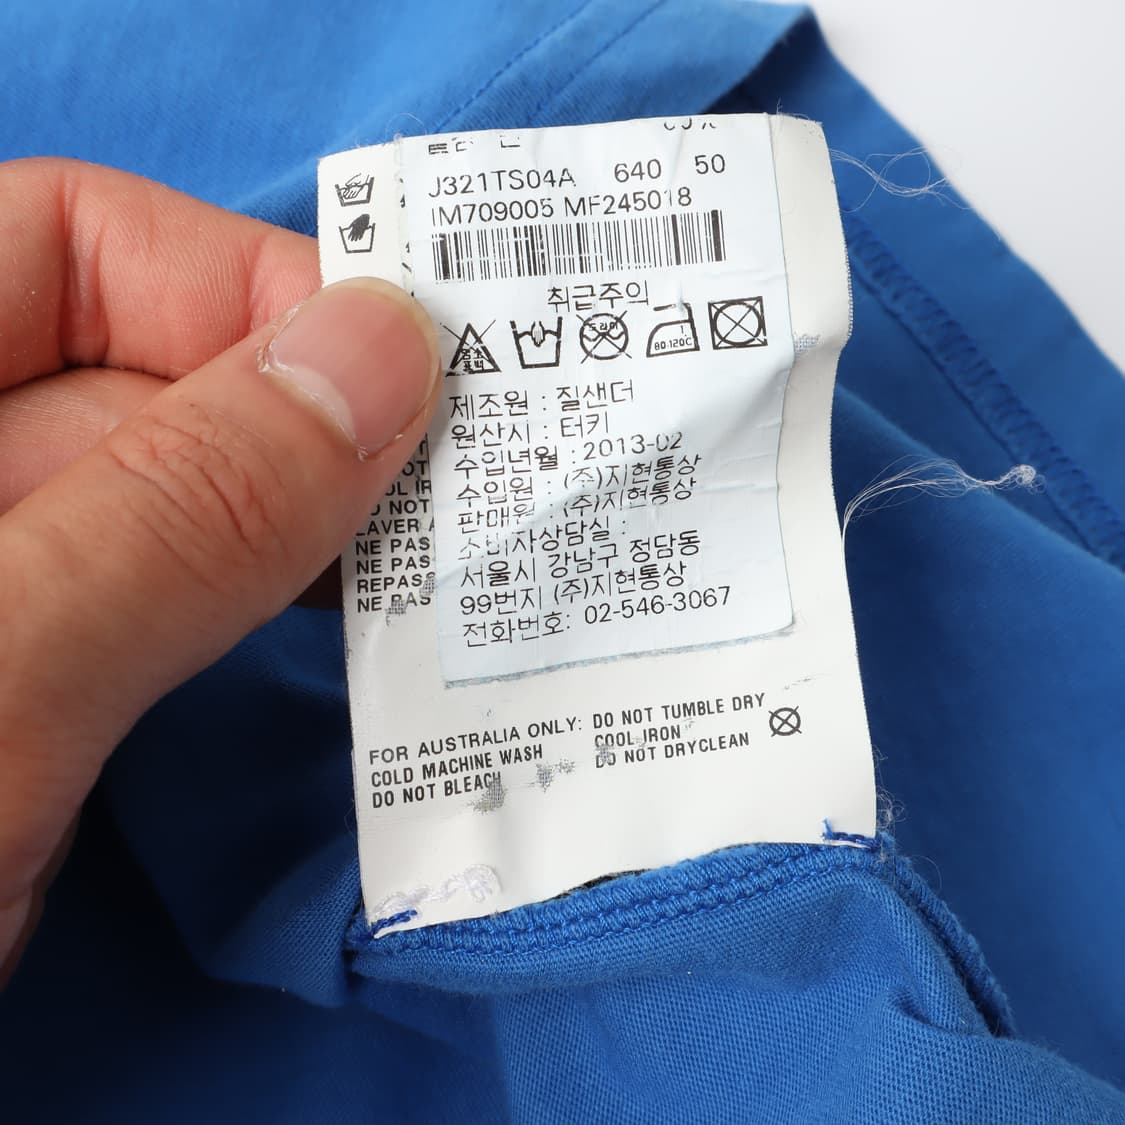 J321TS04A 640 50
IM709005 MF245018
취급주의
80-120C
제조원 : 질샌더
원산시 : 터키
수입년월 : 2013-02
수입원 : (주)지현통상
판매원 : (주)지현통상
소비자상담실 :
서울시 강남구 정담동
99번지 (주)지현통상
전화번호: 02-546-3067
NE PAS
NE PAS
REPASS
NE PAS
FOR AUSTRALIA ONLY:
COLD MACHINE WASH
DO NOT BLEACH
DO NOT TUMBLE DRY
COOL IRON
DO NOT DRYCLEAN